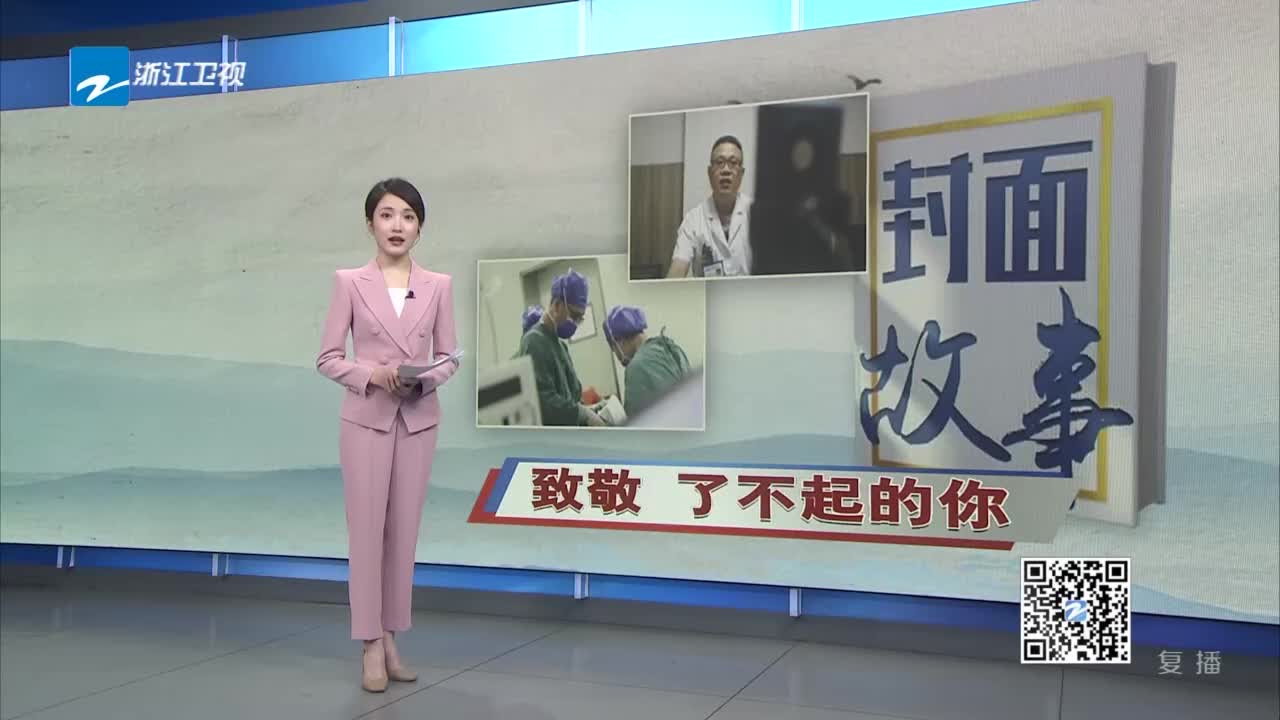 浙江卫视
封面
故事
致敬 了不起的你
复播